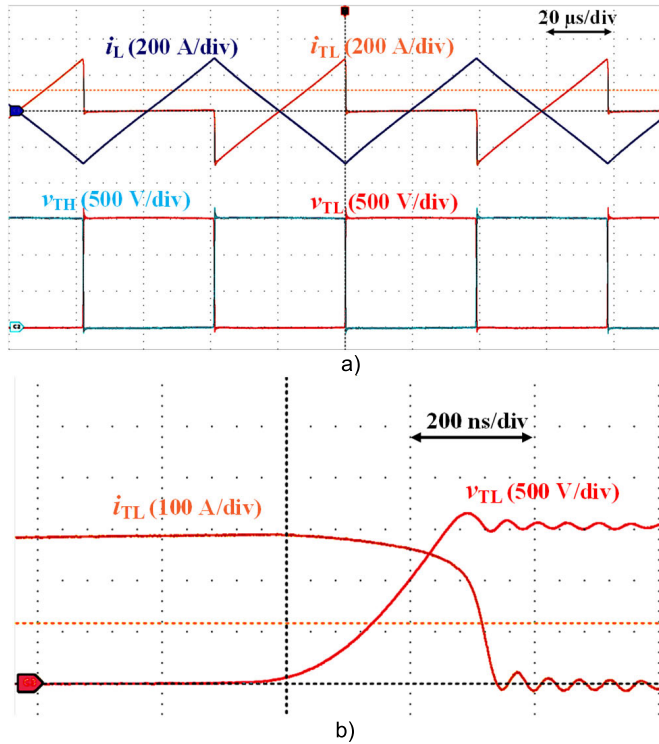 20 μs/div
iL (200 A/div) iTL (200 A/div)
vTH (500 V/div) vTL (500 V/div)
C2
a)
200 ns/div
iTL (100 A/div) vTL (500 V/div)
b)